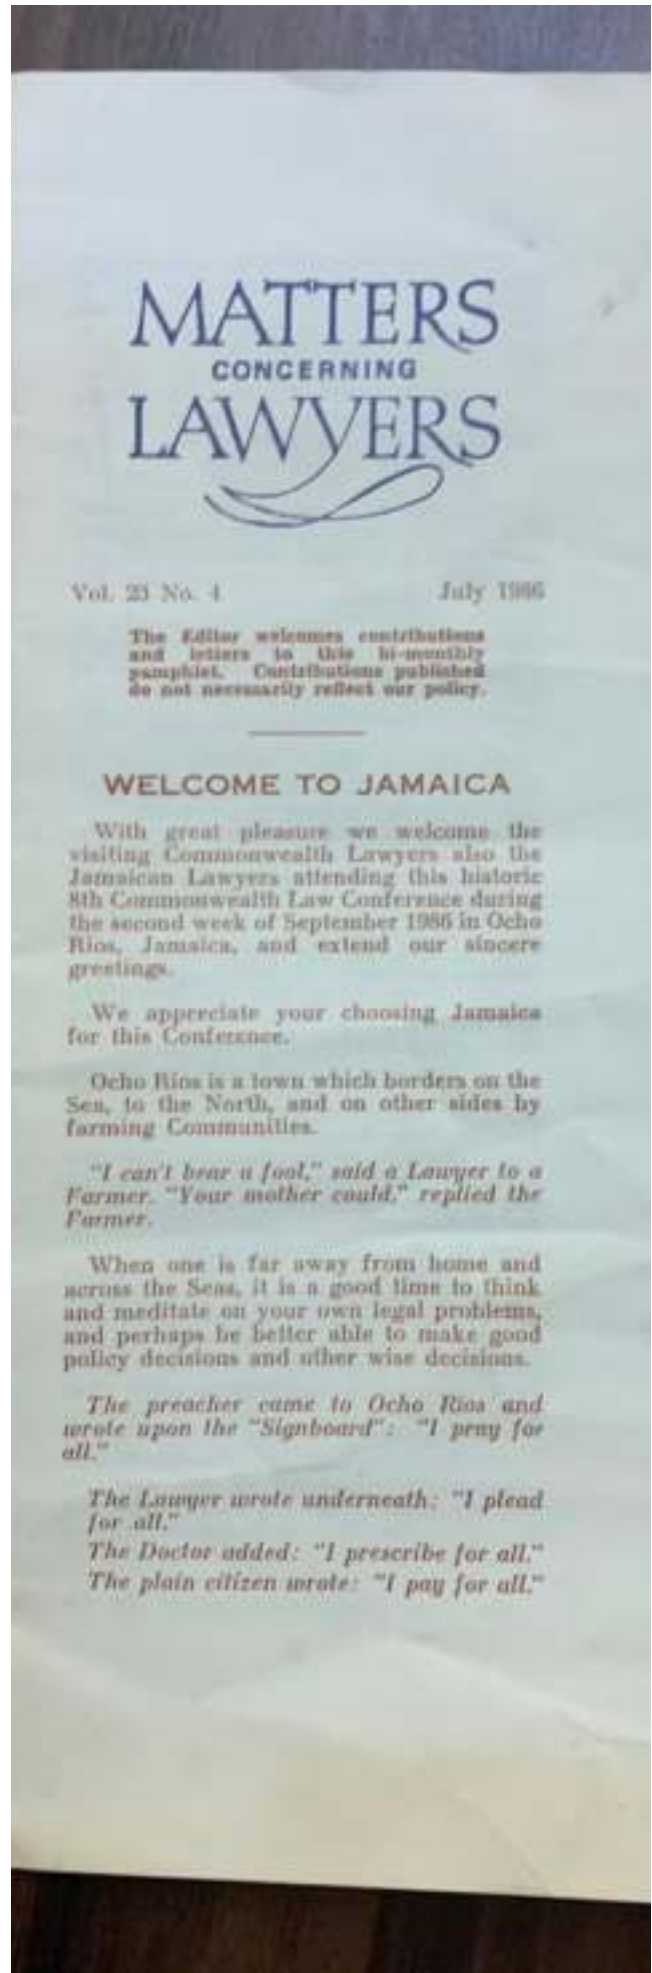 MATTERS
CONCERNING
LAWYERS
Vol. 23 No. 4 July 1986
The Editor welcomes contributions
and letters to this bi-monthly
pamphlet. Contributions published
do not necessarily reflect our policy.
WELCOME TO JAMAICA
With great pleasure we welcome the
visiting Commonwealth Lawyers also the
Jamaican Lawyers attending this historic
8th Commonwealth Law Conference during
the second week of September 1986 in Ocho
Rios, Jamaica, and extend our sincere
greetings.
We appreciate your choosing Jamaica
for this Conference.
Ocho Rios is a town which borders on the
Sea, to the North, and on other sides by
farming Communities.
"I can't bear a fool," said a Lawyer to a
Farmer. "Your mother could," replied the
Farmer.
When one is far away from home and
across the Seas, it is a good time to think
and meditate on your own legal problems,
and perhaps be better able to make good
policy decisions and other wise decisions.
The preacher came to Ocho Rios and
wrote upon the "Signboard": "I pray for
all."
The Lawyer wrote underneath: "I plead
for all."
The Doctor added: "I prescribe for all."
The plain citizen wrote: "I pay for all."